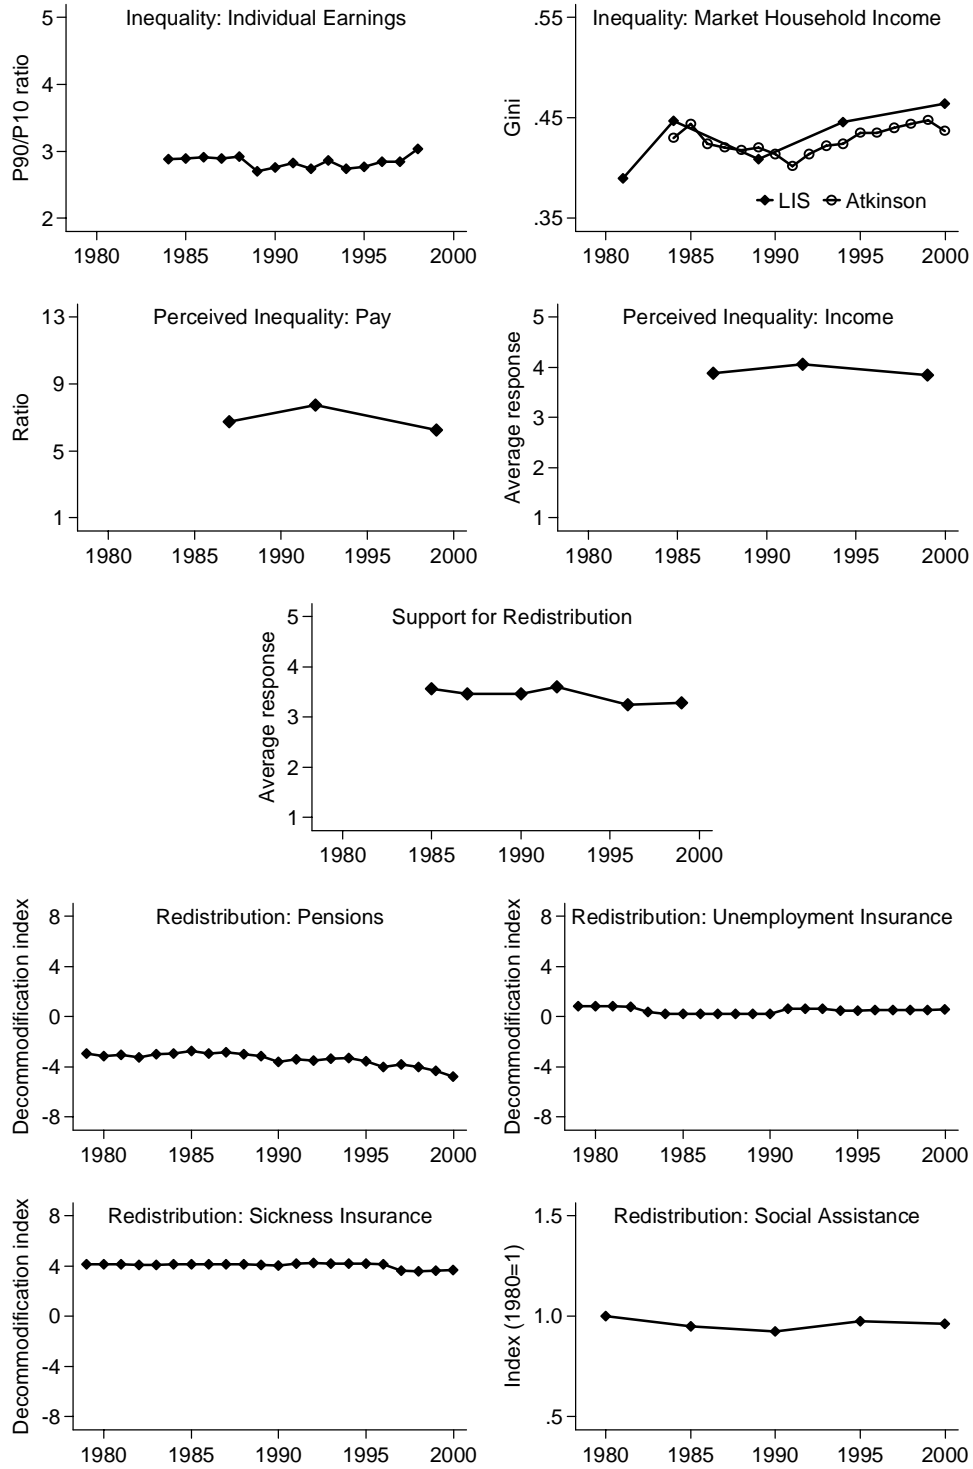 Inequality: Individual Earnings
P90/P10 ratio
5
4
3
2
1980 1985 1990 1995 2000
Inequality: Market Household Income
Gini
.55
.45
.35
LIS Atkinson
1980 1985 1990 1995 2000
Perceived Inequality: Pay
Ratio
13
9
5
1
1980 1985 1990 1995 2000
Perceived Inequality: Income
Average response
5
4
3
2
1
1980 1985 1990 1995 2000
Support for Redistribution
Average response
5
4
3
2
1
1980 1985 1990 1995 2000
Redistribution: Pensions
Decommodification index
8
4
0
-4
-8
1980 1985 1990 1995 2000
Redistribution: Unemployment Insurance
Decommodification index
8
4
0
-4
-8
1980 1985 1990 1995 2000
Redistribution: Sickness Insurance
Decommodification index
8
4
0
-4
-8
1980 1985 1990 1995 2000
Redistribution: Social Assistance
Index (1980=1)
1.5
1.0
.5
1980 1985 1990 1995 2000